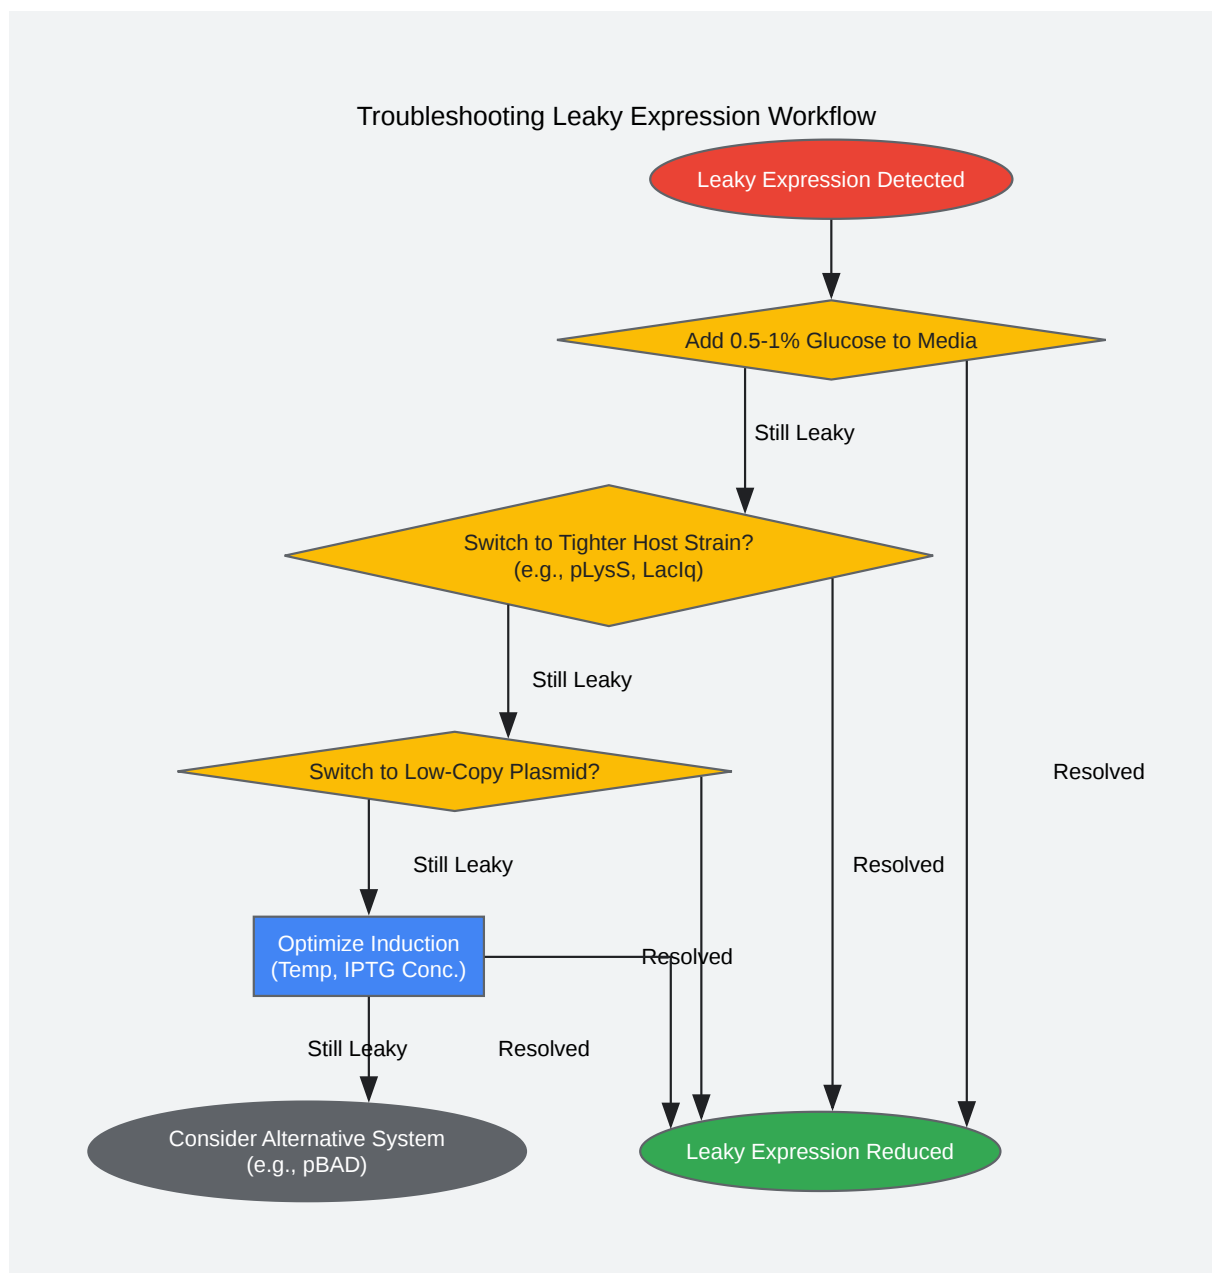 Troubleshooting Leaky Expression Workflow
Leaky Expression Detected
Add 0.5-1% Glucose to Media
Still Leaky
Switch to Tighter Host Strain?
(e.g., pLysS, LacIq)
Still Leaky
Switch to Low-Copy Plasmid?
Resolved
Still Leaky
Resolved
Optimize Induction
(Temp, IPTG Conc.)
Resolved
Still Leaky
Resolved
Consider Alternative System
(e.g., pBAD)
Leaky Expression Reduced